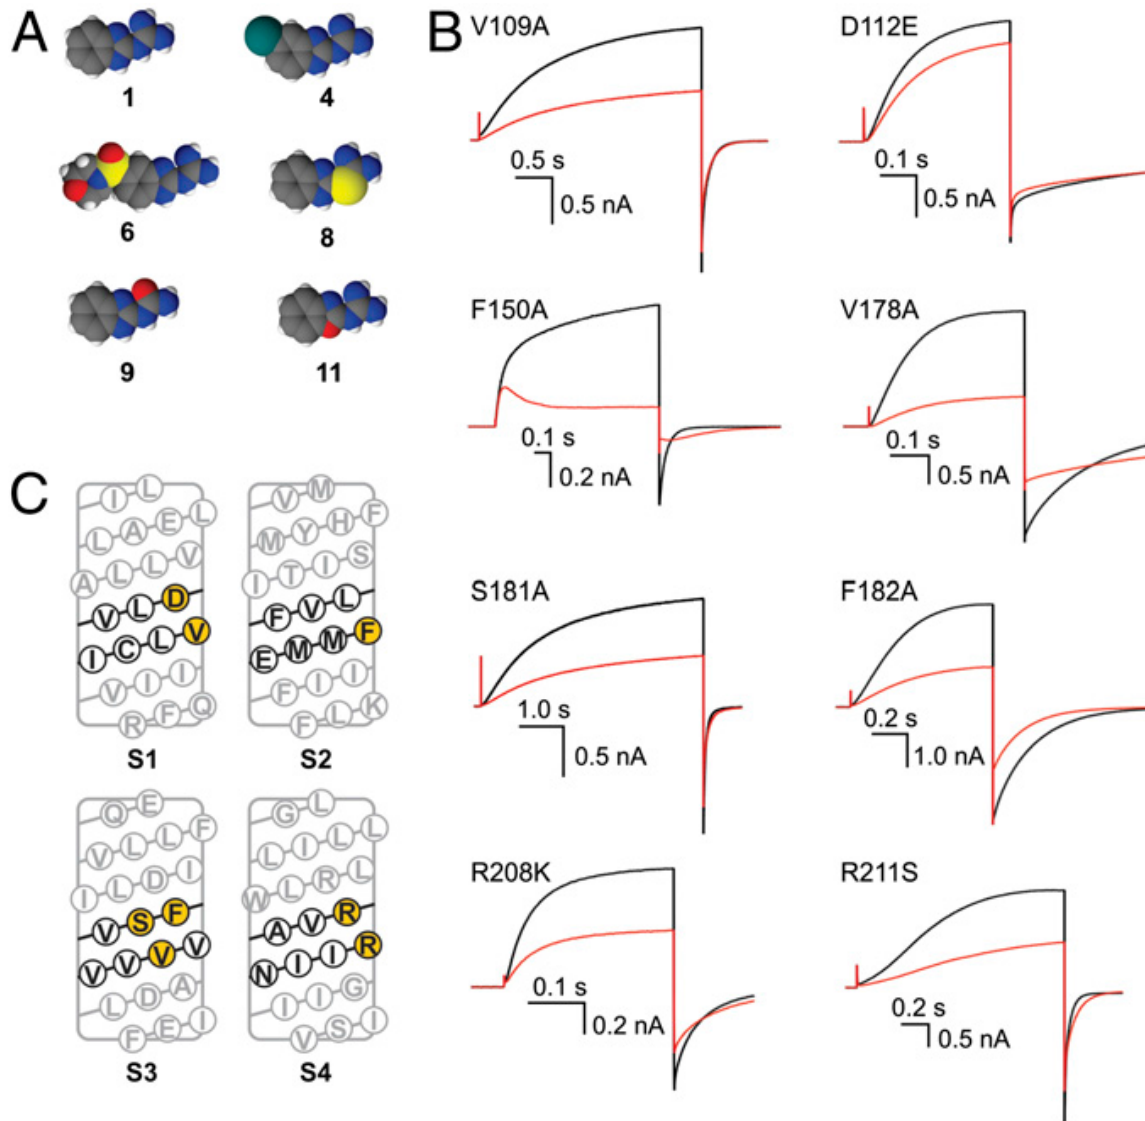 A
1
4
6
8
9
11
B
V109A
0.5 s
0.5 nA
D112E
0.1 s
0.5 nA
F150A
0.1 s
0.2 nA
V178A
0.1 s
0.5 nA
S181A
1.0 s
0.5 nA
F182A
0.2 s
1.0 nA
R208K
0.1 s
0.2 nA
R211S
0.2 s
0.5 nA
C
I L
L A E L
A L L V
V L D
I C L V
V I I
R F Q
S1
V M
M Y H F
I T I S
F V L
E M M F
F I I
F L K
S2
Q E
V L L F
I L D I
V S F
V V V V
L D A
F E I
S3
G L
L I L L
W L R L
A V R
N I I R
I I G
V S I
S4